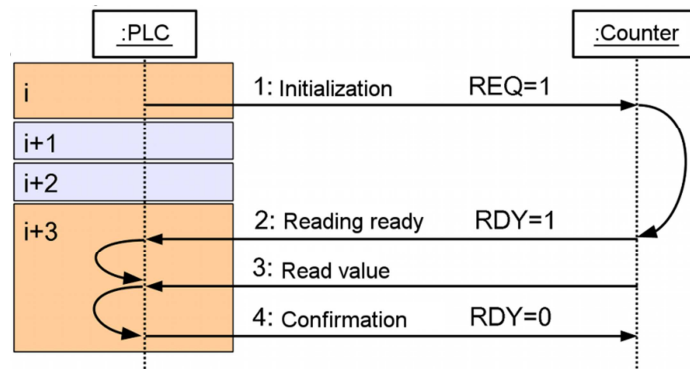 :PLC :Counter
i 1: Initialization REQ=1
i+1
i+2
i+3 2: Reading ready RDY=1
3: Read value
4: Confirmation RDY=0